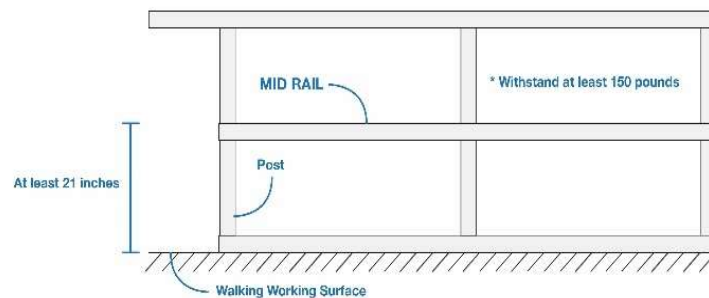 MID RAIL
* Withstand at least 150 pounds
Post
At least 21 inches
Walking Working Surface